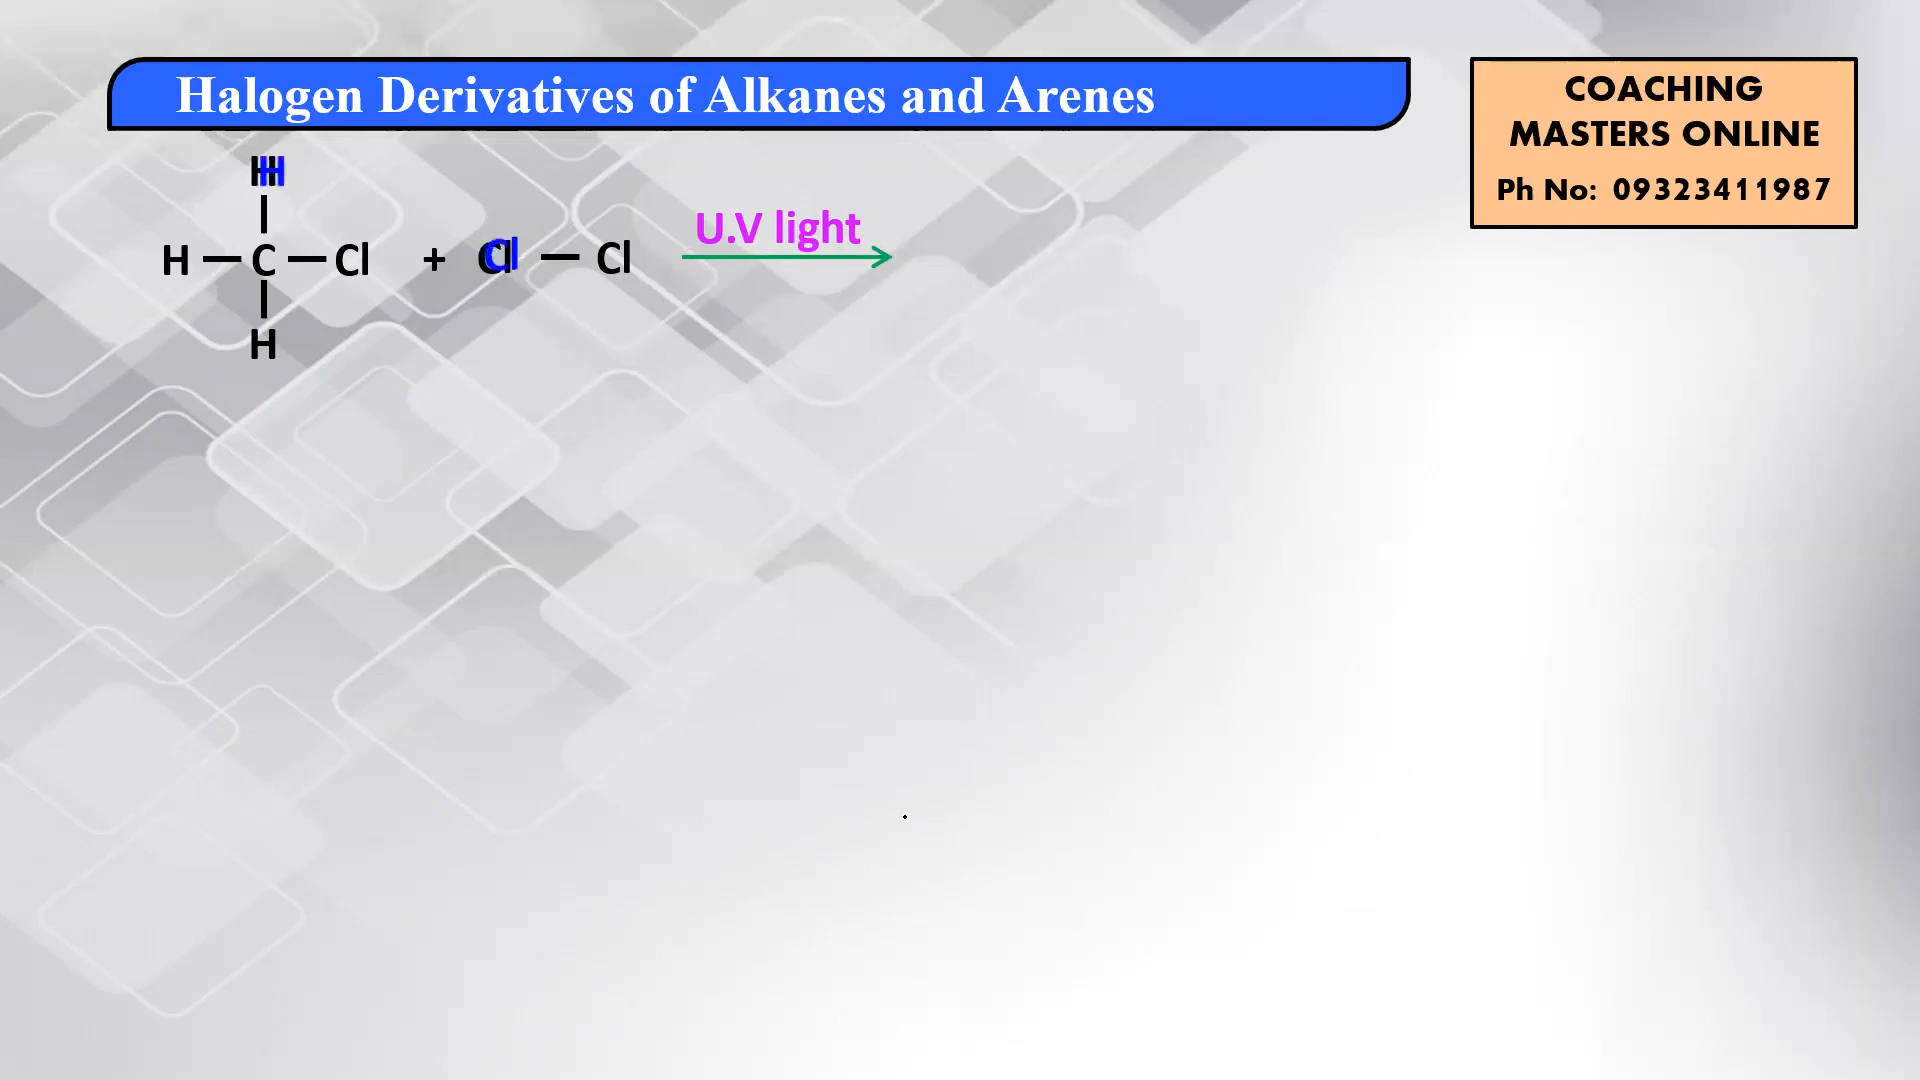 Halogen Derivatives of Alkanes and Arenes
COACHING
MASTERS ONLINE
Ph No: 09323411987
H
H — C — Cl + Cl — Cl
U.V light
H